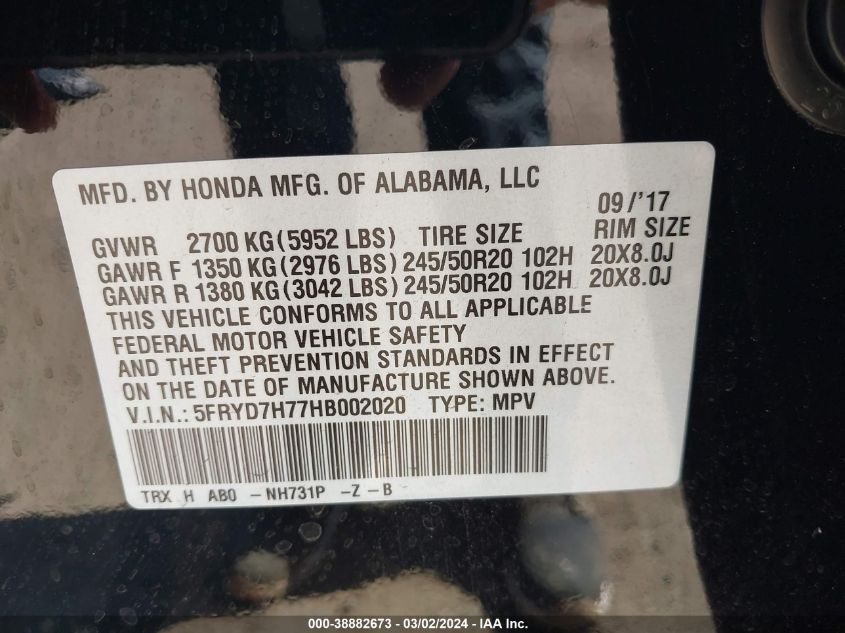 MFD. BY HONDA MFG. OF ALABAMA, LLC
09/'17
GVWR 2700 KG(5952 LBS) TIRE SIZE RIM SIZE
GAWR F 1350 KG(2976 LBS) 245/50R20 102H 20X8.0J
GAWR R 1380 KG(3042 LBS) 245/50R20 102H 20X8.0J
THIS VEHICLE CONFORMS TO ALL APPLICABLE
FEDERAL MOTOR VEHICLE SAFETY
AND THEFT PREVENTION STANDARDS IN EFFECT
ON THE DATE OF MANUFACTURE SHOWN ABOVE.
V.I.N.: 5FRYD7H77HB002020 TYPE: MPV
TRX H AB0 -NH731P -Z -B
000-38882673 - 03/02/2024 - IAA Inc.